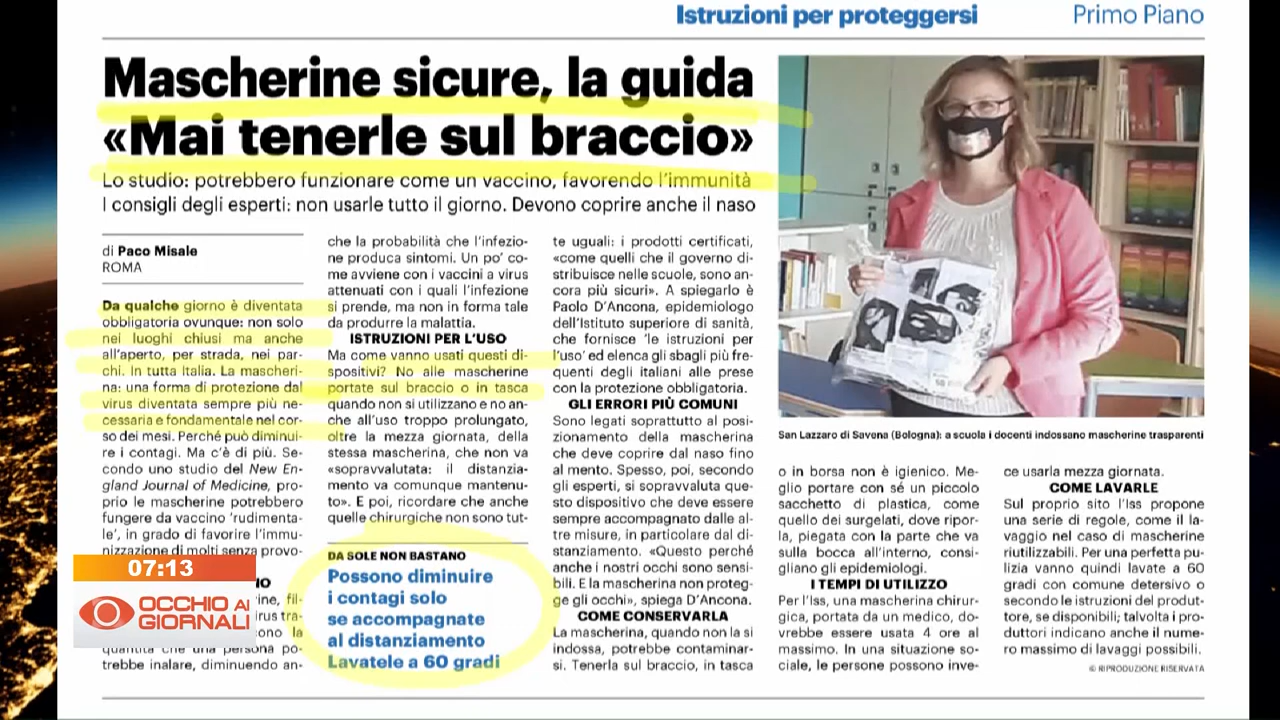 Istruzioni per proteggersi
Primo Piano
Mascherine sicure, la guida
«Mai tenerle sul braccio»
Lo studio: potrebbero funzionare come un vaccino, favorendo l'immunità
I consigli degli esperti: non usarle tutto il giorno. Devono coprire anche il naso
di Paco Misale
ROMA
Da qualche giorno è diventata
obbligatoria ovunque: non solo
nei luoghi chiusi ma anche
all'aperto, per strada, nei par-
chi. In tutta italia. La mascheri-
na: una forma di protezione dal
virus diventata sempre più ne-
cessaria e fondamentale nel cor-
so dei mesi. Perché può diminui-
re i contagi. Ma c'è di più. Se-
condo uno studio del New En-
gland Journal of Medicine, pro-
prio le mascherine potrebbero
fungere da vaccino 'rudimenta-
le', in grado di favorire l'immu-
nizzazione di molti senza provo-
quantità che una persona po-
trebbe inalare, diminuendo an-
che la probabilità che l'infezio-
ne produca sintomi. Un po' co-
me avviene con i vaccini a virus
attenuati con i quali l'infezione
si prende, ma non in forma tale
da produrre la malattia.
ISTRUZIONI PER L'USO
Ma come vanno usati questi di-
spositivi? No alle mascherine
portate sul braccio o in tasca
quando non si utilizzano e no an-
che all'uso troppo prolungato,
oltre la mezza giornata, della
stessa mascherina, che non va
«sopravvalutata: il distanzia-
mento va comunque mantenu-
to». E poi, ricordare che anche
quelle chirurgiche non sono tut-
DA SOLE NON BASTANO
Possono diminuire
i contagi solo
se accompagnate
al distanziamento
Lavatele a 60 gradi
te uguali: i prodotti certificati,
«come quelli che il governo di-
stribuisce nelle scuole, sono an-
cora più sicuri». A spiegarlo è
Paolo D'Ancona, epidemiologo
dell'Istituto superiore di sanità,
che fornisce 'le istruzioni per
l'uso' ed elenca gli sbagli più fre-
quenti degli italiani alle prese
con la protezione obbligatoria.
GLI ERRORI PIÙ COMUNI
Sono legati soprattutto al posi-
zionamento della mascherina
che deve coprire dal naso fino
al mento. Spesso, poi, secondo
gli esperti, si sopravvaluta que-
sto dispositivo che deve essere
sempre accompagnato dalle al-
tre misure, in particolare dal di-
stanziamento. «Questo perché
anche i nostri occhi sono sensi-
bili. E la mascherina non proteg-
ge gli occhi», spiega D'Ancona.
COME CONSERVARLA
La mascherina, quando non la si
indossa, potrebbe contaminar-
si. Tenerla sul braccio, in tasca
San Lazzaro di Savena (Bologna): a scuola i docenti indossano mascherine trasparenti
o in borsa non è igienico. Me-
glio portare con sé un piccolo
sacchetto di plastica, come
quello dei surgelati, dove ripor-
la, piegata con la parte che va
sulla bocca all'interno, consi-
gliano gli epidemiologi.
I TEMPI DI UTILIZZO
Per l'Iss, una mascherina chirur-
gica, portata da un medico, do-
vrebbe essere usata 4 ore al
massimo. In una situazione so-
ciale, le persone possono inve-
ce usarla mezza giornata.
COME LAVARLE
Sul proprio sito l'Iss propone
una serie di regole, come il la-
vaggio nel caso di mascherine
riutilizzabili. Per una perfetta pu-
lizia vanno quindi lavate a 60
gradi con comune detersivo o
secondo le istruzioni del produt-
tore, se disponibili; talvolta i pro-
duttori indicano anche il nume-
ro massimo di lavaggi possibili.
© RIPRODUZIONE RISERVATA
07:13
OCCHIO AI
GIORNALI